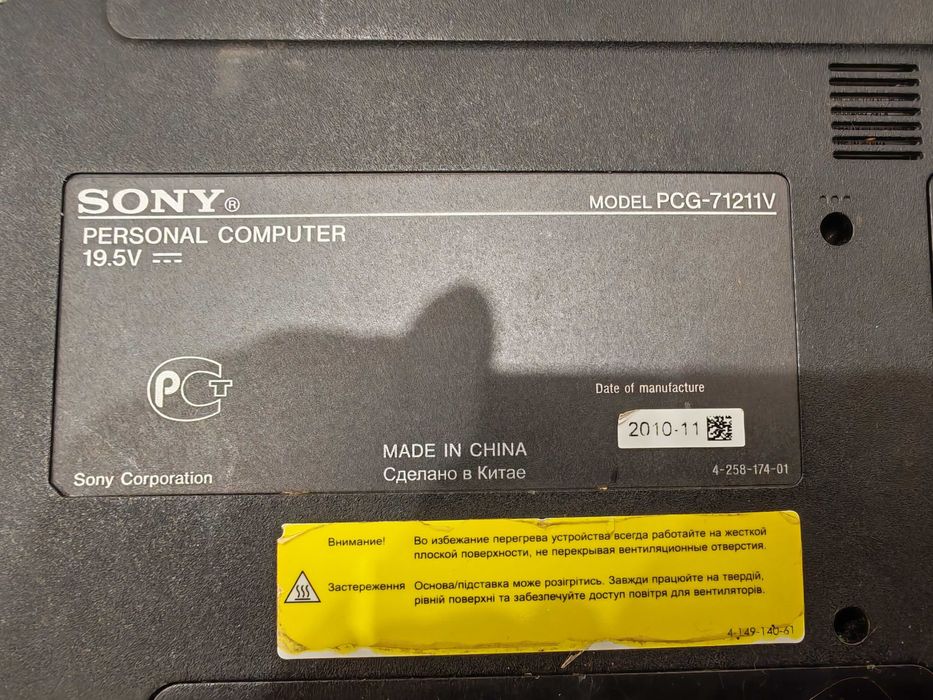 SONY®
MODEL PCG-71211V
PERSONAL COMPUTER
19.5V
РСТ
Date of manufacture
2010-11
MADE IN CHINA
Сделано в Китае
Sony Corporation
4-258-174-01
Внимание! Во избежание перегрева устройства всегда работайте на жесткой
плоской поверхности, не перекрывая вентиляционные отверстия.
Застереження Основа/підставка може розігрітись. Завжди працюйте на твердій,
рівній поверхні та забезпечуйте доступ повітря для вентиляторів.
4-149-140-61